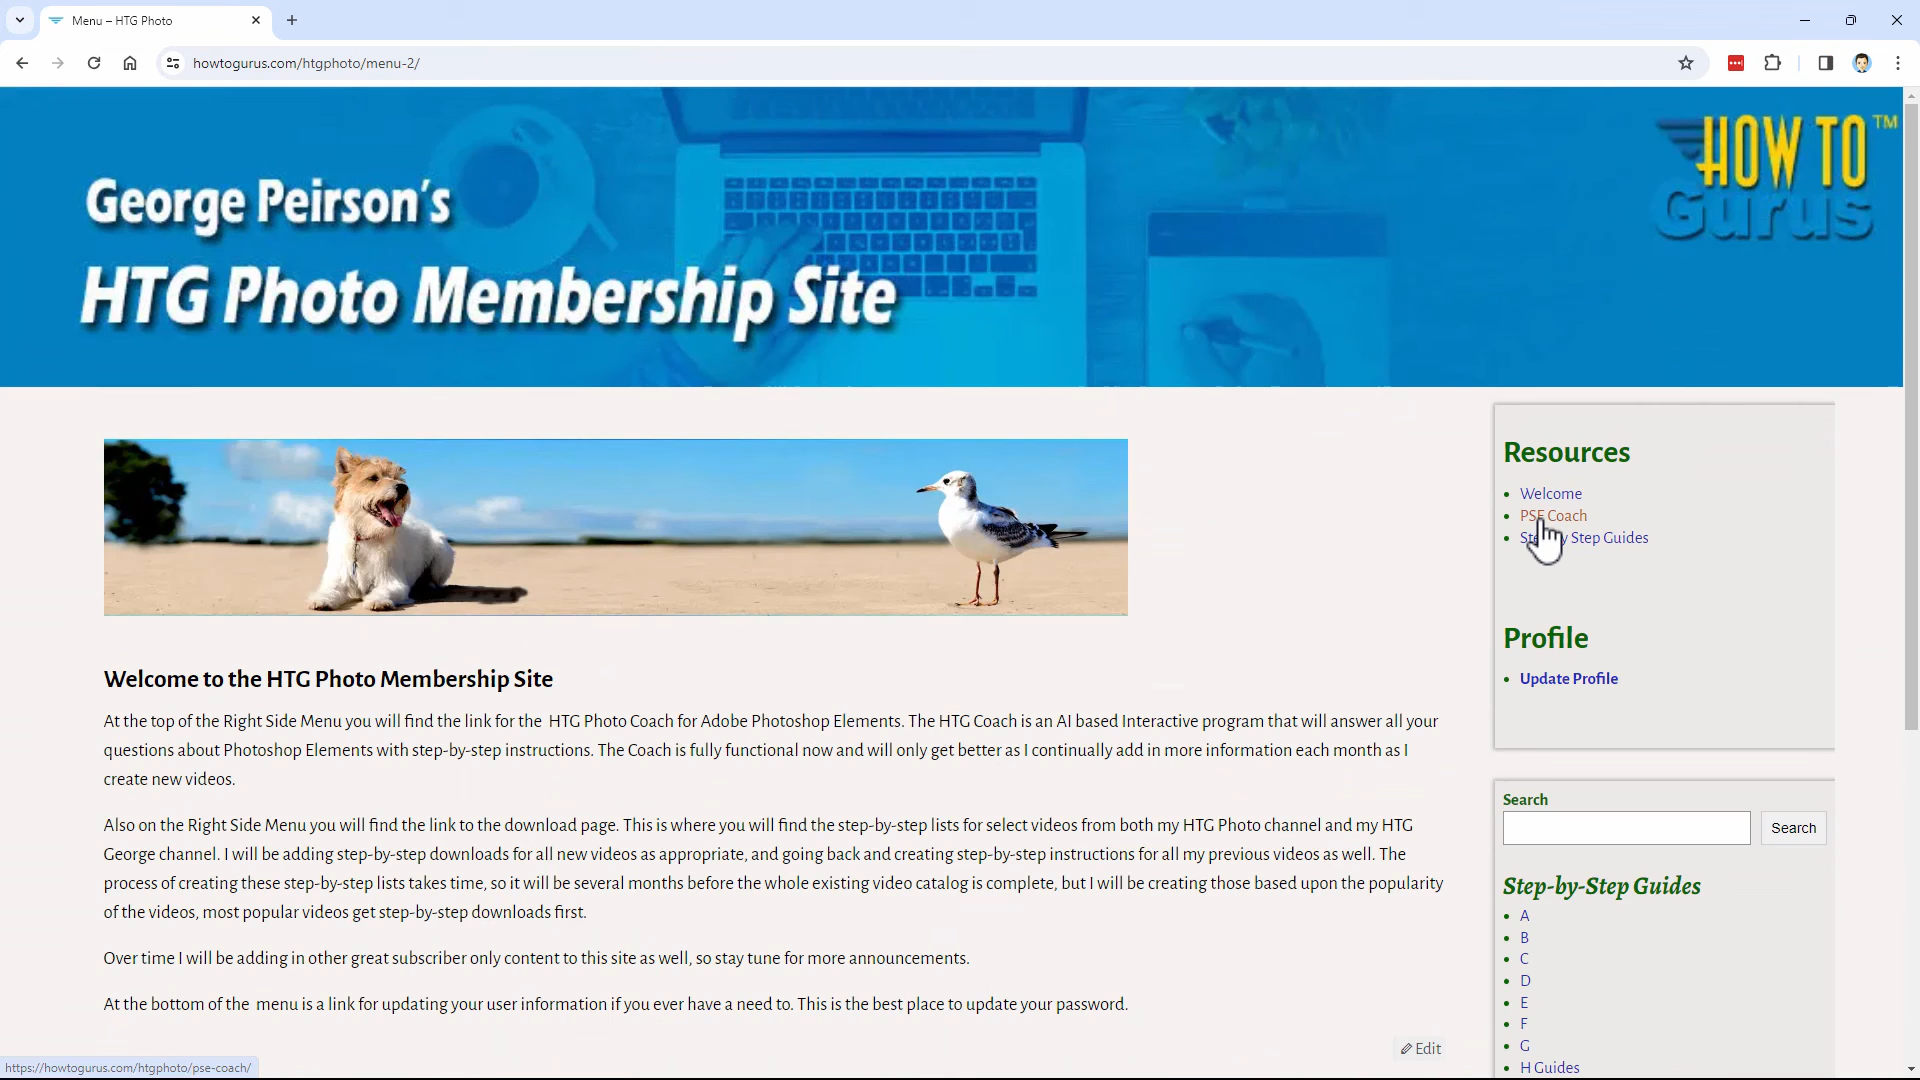 Menu – HTG Photo
howtogurus.com/htgphoto/menu-2/
HOW TO™
Gurus
George Peirson's
HTG Photo Membership Site
Resources
Welcome
PSE Coach
Step Guides
Profile
Update Profile
Welcome to the HTG Photo Membership Site
At the top of the Right Side Menu you will find the link for the HTG Photo Coach for Adobe Photoshop Elements. The HTG Coach is an AI based Interactive program that will answer all your
questions about Photoshop Elements with step-by-step instructions. The Coach is fully functional now and will only get better as I continually add in more information each month as I
create new videos.
Also on the Right Side Menu you will find the link to the download page. This is where you will find the step-by-step lists for select videos from both my HTG Photo channel and my HTG
George channel. I will be adding step-by-step downloads for all new videos as appropriate, and going back and creating step-by-step instructions for all my previous videos as well. The
process of creating these step-by-step lists takes time, so it will be several months before the whole existing video catalog is complete, but I will be creating those based upon the popularity
of the videos, most popular videos get step-by-step downloads first.
Over time I will be adding in other great subscriber only content to this site as well, so stay tune for more announcements.
At the bottom of the menu is a link for updating your user information if you ever have a need to. This is the best place to update your password.
Edit
Search
Search
Step-by-Step Guides
A
B
C
D
E
F
G
H Guides
https://howtogurus.com/htgphoto/pse-coach/